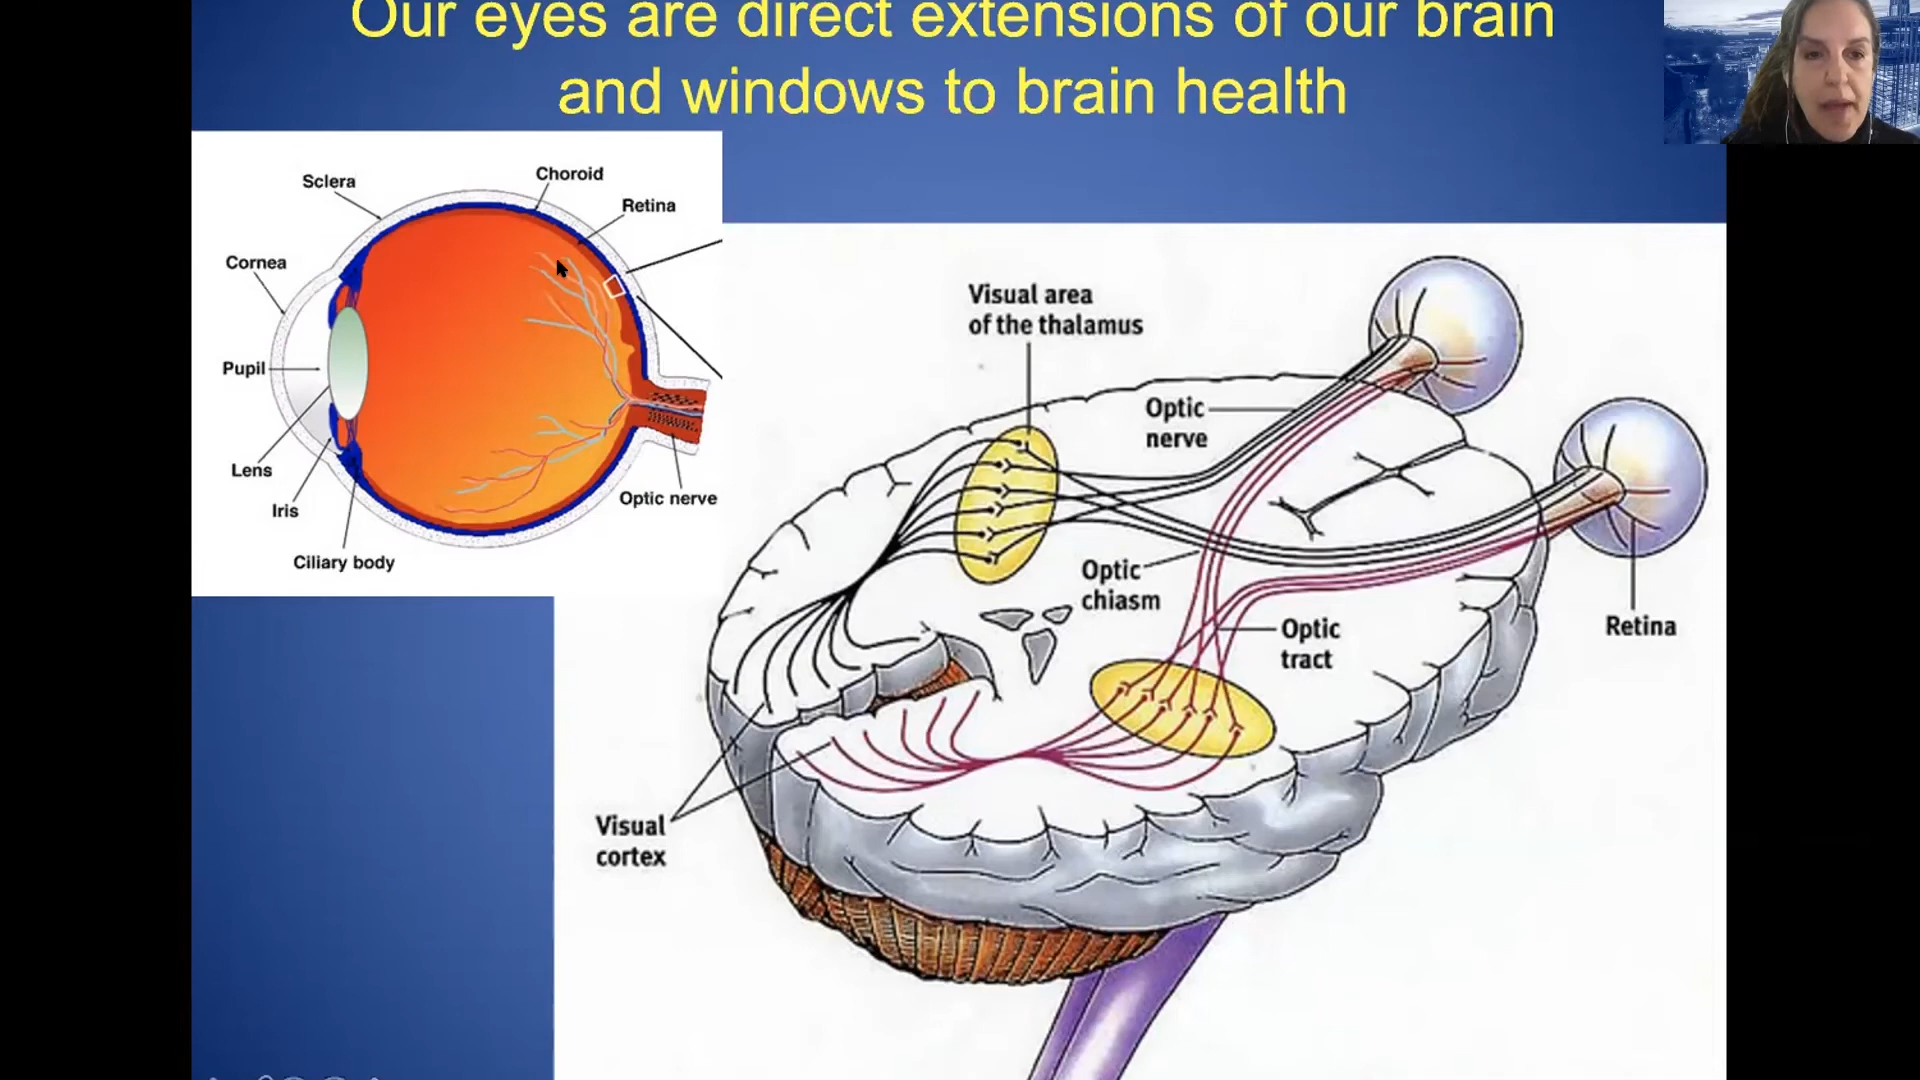 Our eyes are direct extensions of our brain
and windows to brain health
Sclera
Choroid
Retina
Cornea
Pupil
Lens
Iris
Ciliary body
Optic nerve
Visual area
of the thalamus
Optic
nerve
Optic
chiasm
Optic
tract
Retina
Visual
cortex